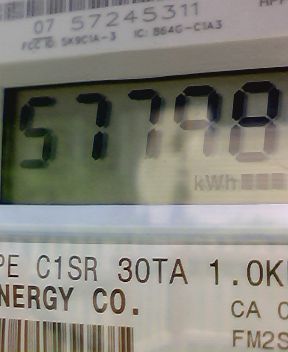 07 57245311
FCC ID: SK9C1A-3 IC: 864G-C1A3
57798
kWh
PE C1SR 30TA 1.0K
NERGY CO.
CA
FM2S